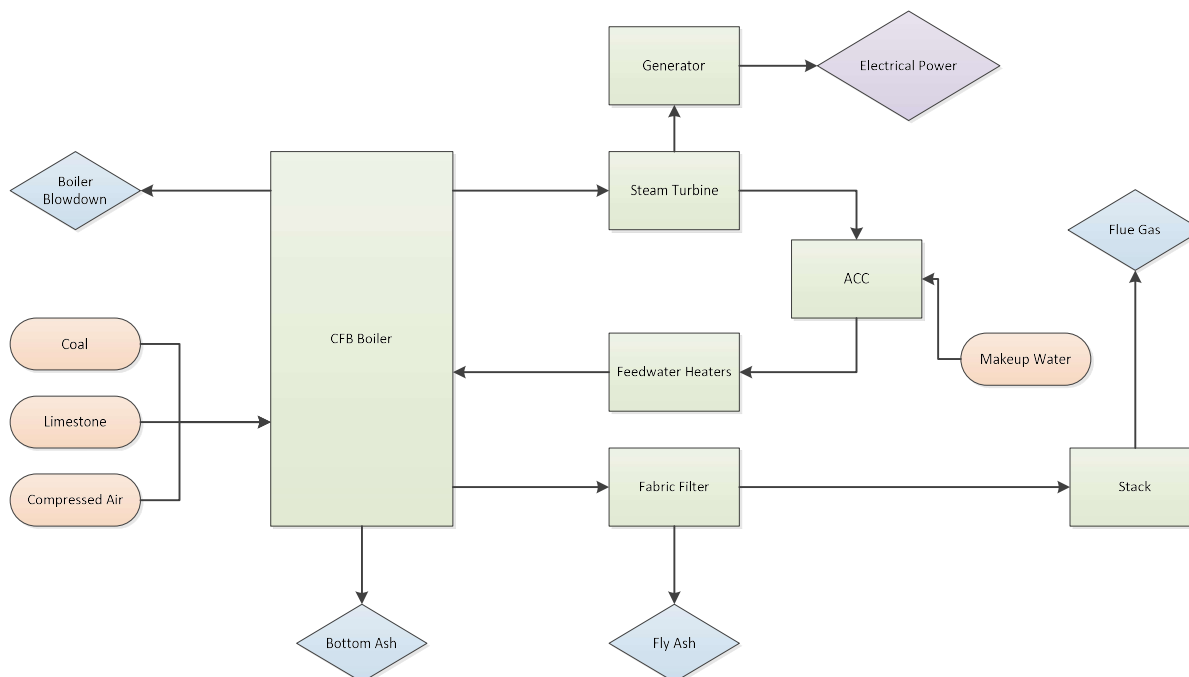 Generator
Electrical Power
Boiler
Blowdown
Steam Turbine
Flue Gas
ACC
CFB Boiler
Coal
Makeup Water
Feedwater Heaters
Limestone
Compressed Air
Fabric Filter
Stack
Bottom Ash
Fly Ash